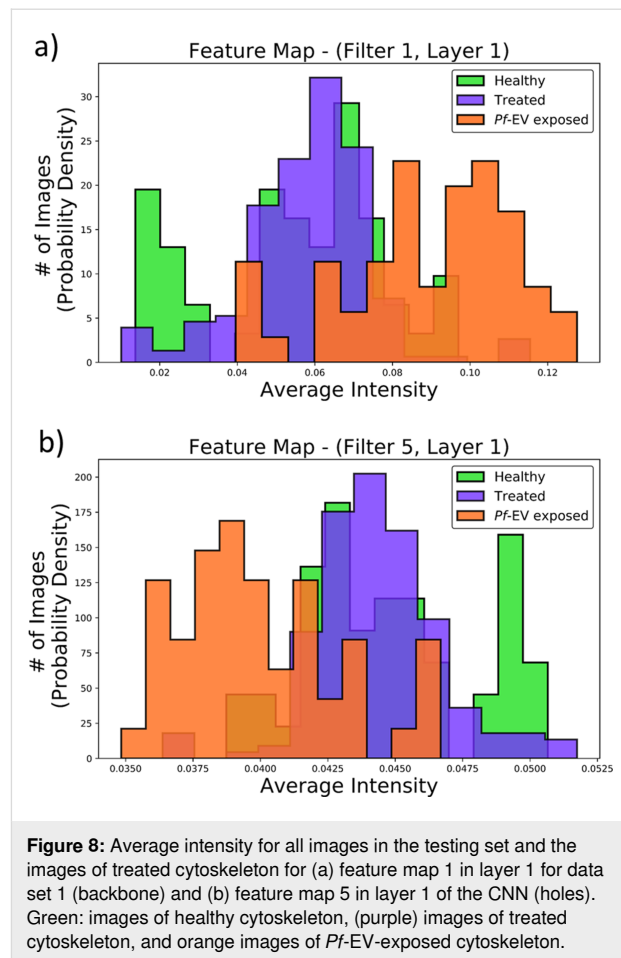 a)
Feature Map - (Filter 1, Layer 1)
Healthy
Treated
Pf-EV exposed
# of Images
(Probability Density)
30
25
20
15
10
5
0
0.02 0.04 0.06 0.08 0.10 0.12
Average Intensity
b)
Feature Map - (Filter 5, Layer 1)
Healthy
Treated
Pf-EV exposed
# of Images
(Probability Density)
200
175
150
125
100
75
50
25
0
0.0350 0.0375 0.0400 0.0425 0.0450 0.0475 0.0500 0.0525
Average Intensity
Figure 8: Average intensity for all images in the testing set and the
images of treated cytoskeleton for (a) feature map 1 in layer 1 for data
set 1 (backbone) and (b) feature map 5 in layer 1 of the CNN (holes).
Green: images of healthy cytoskeleton, (purple) images of treated
cytoskeleton, and orange images of Pf-EV-exposed cytoskeleton.